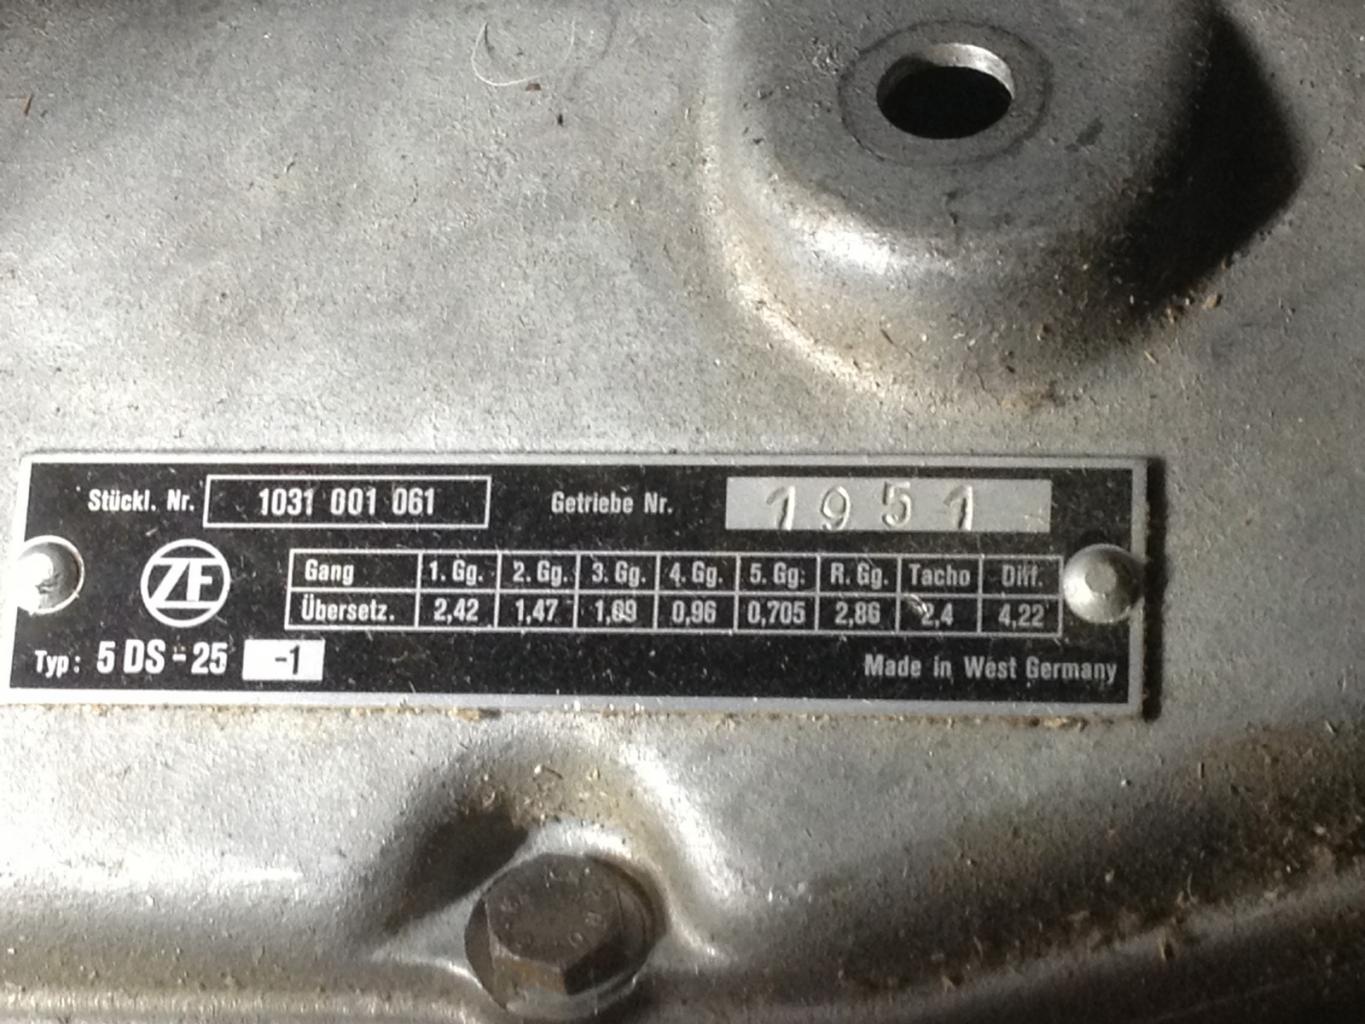 Stückl. Nr. 1031 001 061 Getriebe Nr. 1951
ZF
Gang 1. Gg. 2. Gg. 3. Gg. 4. Gg. 5. Gg. R. Gg. Tacho Diff.
Übersetz. 2,42 1,47 1,09 0,96 0,705 2,86 2,4 4,22
Typ: 5 DS - 25 -1 Made in West Germany